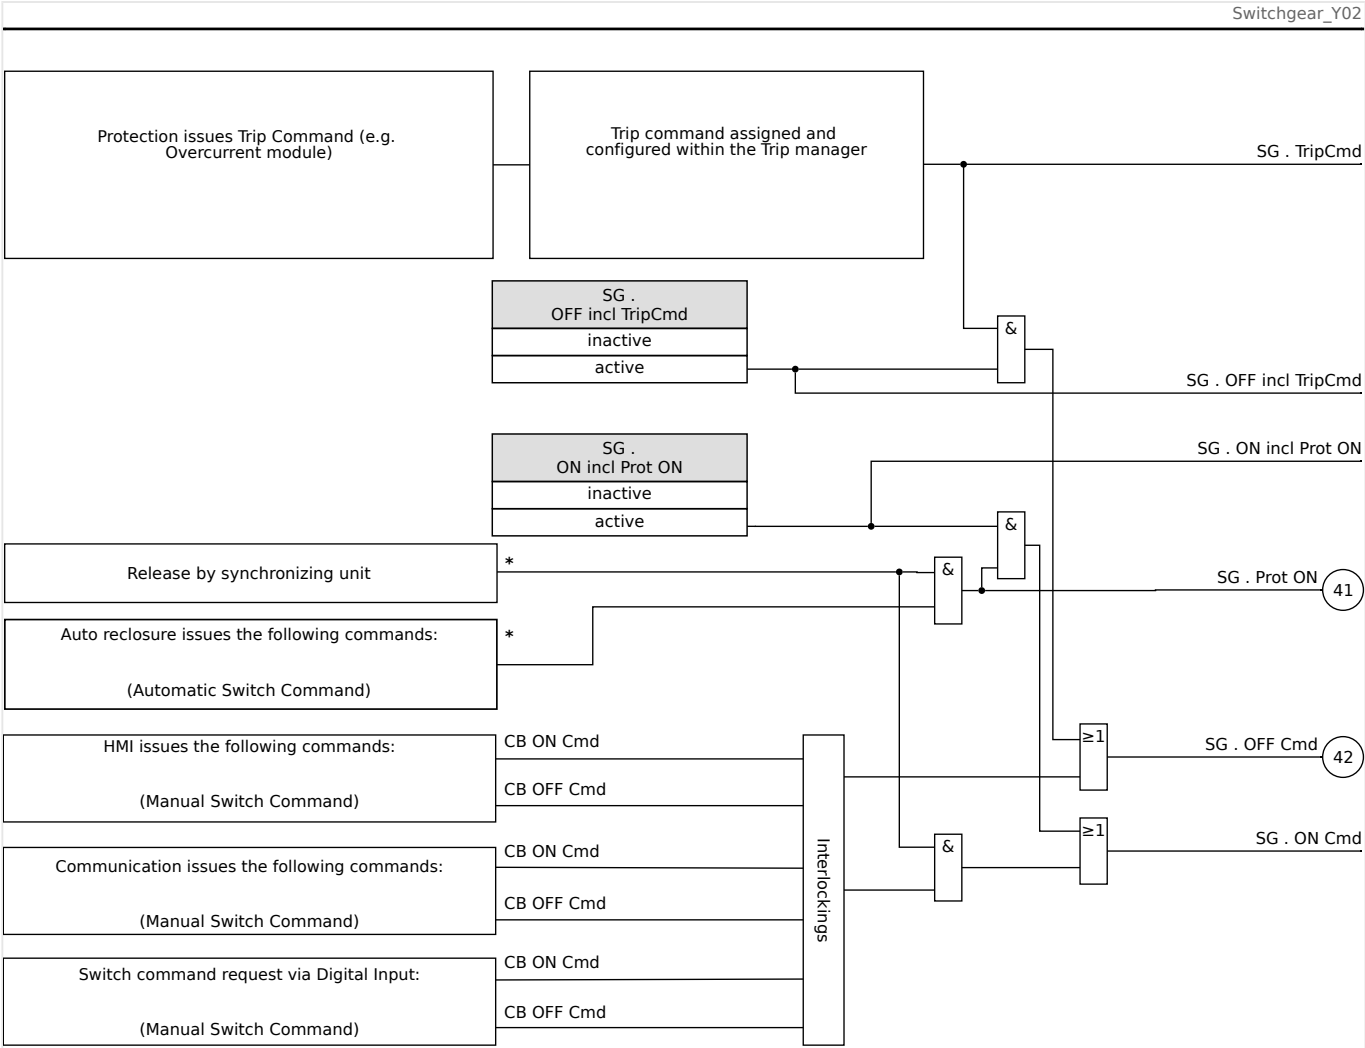 Switchgear_Y02
Protection issues Trip Command (e.g.
Overcurrent module)
Trip command assigned and
configured within the Trip manager
SG . TripCmd
SG .
OFF incl TripCmd
inactive
active
&
SG . OFF incl TripCmd
SG .
ON incl Prot ON
inactive
active
SG . ON incl Prot ON
&
Release by synchronizing unit
*
&
SG . Prot ON
41
Auto reclosure issues the following commands:
(Automatic Switch Command)
*
HMI issues the following commands:
(Manual Switch Command)
CB ON Cmd
CB OFF Cmd
≥1
SG . OFF Cmd
42
Communication issues the following commands:
(Manual Switch Command)
CB ON Cmd
CB OFF Cmd
Interlockings
&
≥1
SG . ON Cmd
Switch command request via Digital Input:
(Manual Switch Command)
CB ON Cmd
CB OFF Cmd